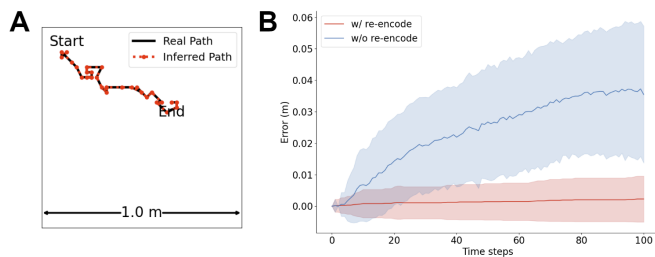 A
Start
Real Path
Inferred Path
End
1.0 m
B
w/ re-encode
w/o re-encode
Error (m)
0.06
0.05
0.04
0.03
0.02
0.01
0.00
0 20 40 60 80 100
Time steps